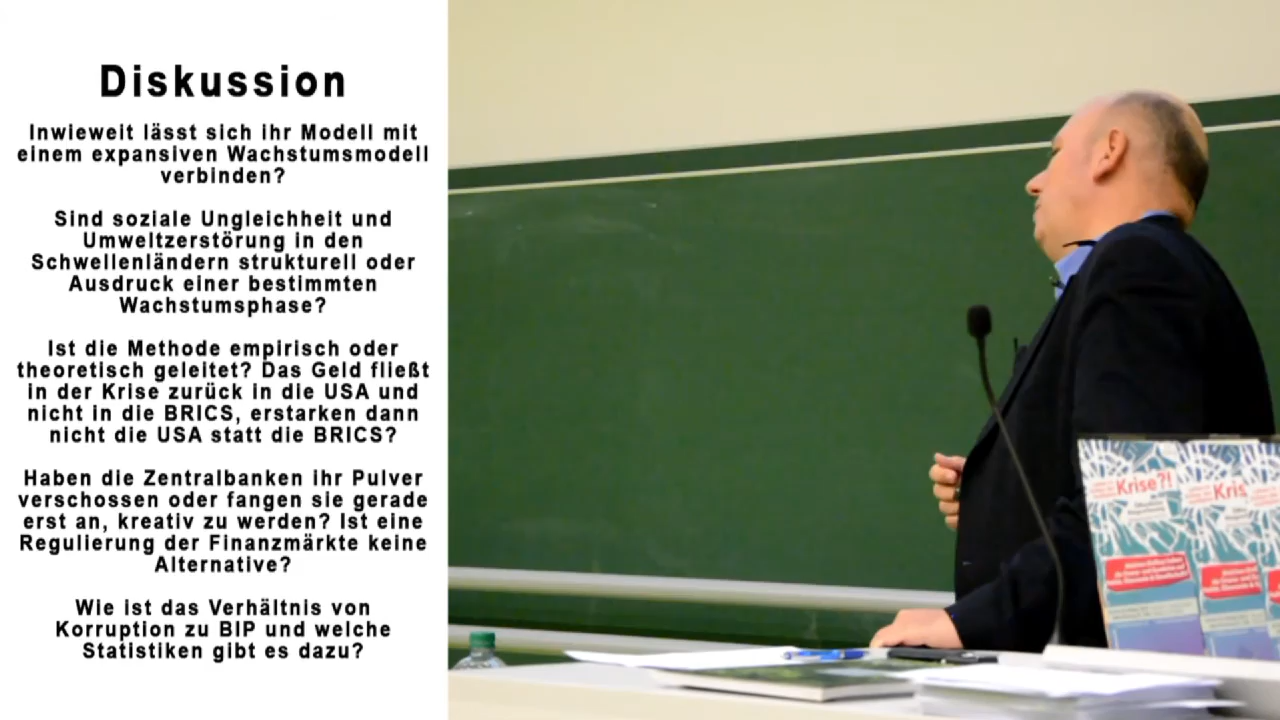 Diskussion
Inwieweit lässt sich ihr Modell mit
einem expansiven Wachstumsmodell
verbinden?
Sind soziale Ungleichheit und
Umweltzerstörung in den
Schwellenländern strukturell oder
Ausdruck einer bestimmten
Wachstumsphase?
Ist die Methode empirisch oder
theoretisch geleitet? Das Geld fließt
in der Krise zurück in die USA und
nicht in die BRICS, erstarken dann
nicht die USA statt die BRICS?
Haben die Zentralbanken ihr Pulver
verschossen oder fangen sie gerade
erst an, kreativ zu werden? Ist eine
Regulierung der Finanzmärkte keine
Alternative?
Wie ist das Verhältnis von
Korruption zu BIP und welche
Statistiken gibt es dazu?
Krise?!
Kris